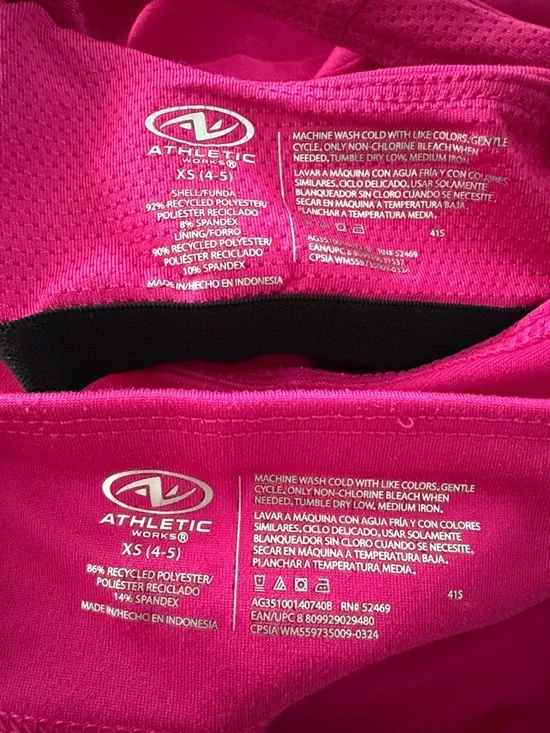 ATHLETIC
WORKS®
XS (4-5)
SHELL/FUNDA
92% RECYCLED POLYESTER/
POLIÉSTER RECICLADO
8% SPANDEX
LINING/FORRO
90% RECYCLED POLYESTER/
POLIÉSTER RECICLADO
10% SPANDEX
MADE IN/HECHO EN INDONESIA
MACHINE WASH COLD WITH LIKE COLORS. GENTLE
CYCLE. ONLY NON-CHLORINE BLEACH WHEN
NEEDED. TUMBLE DRY LOW. MEDIUM IRON.
LAVAR A MÁQUINA CON AGUA FRÍA Y CON COLORES
SIMILARES. CICLO DELICADO. USAR SOLAMENTE
BLANQUEADOR SIN CLORO CUANDO SE NECESITE.
SECAR EN MÁQUINA A TEMPERATURA BAJA
PLANCHAR A TEMPERATURA MEDIA.
41S
RN# 52469
EAN/UPC 8
CPSIA WM559735009-0324
ATHLETIC
WORKS®
XS (4-5)
86% RECYCLED POLYESTER/
POLIÉSTER RECICLADO
14% SPANDEX
MADE IN/HECHO EN INDONESIA
MACHINE WASH COLD WITH LIKE COLORS. GENTLE
CYCLE. ONLY NON-CHLORINE BLEACH WHEN
NEEDED. TUMBLE DRY LOW. MEDIUM IRON.
LAVAR A MÁQUINA CON AGUA FRÍA Y CON COLORES
SIMILARES. CICLO DELICADO. USAR SOLAMENTE
BLANQUEADOR SIN CLORO CUANDO SE NECESITE.
SECAR EN MÁQUINA A TEMPERATURA BAJA.
PLANCHAR A TEMPERATURA MEDIA.
41S
AG35100140740B RN# 52469
EAN/UPC 8 809929029480
CPSIA WM559735009-0324